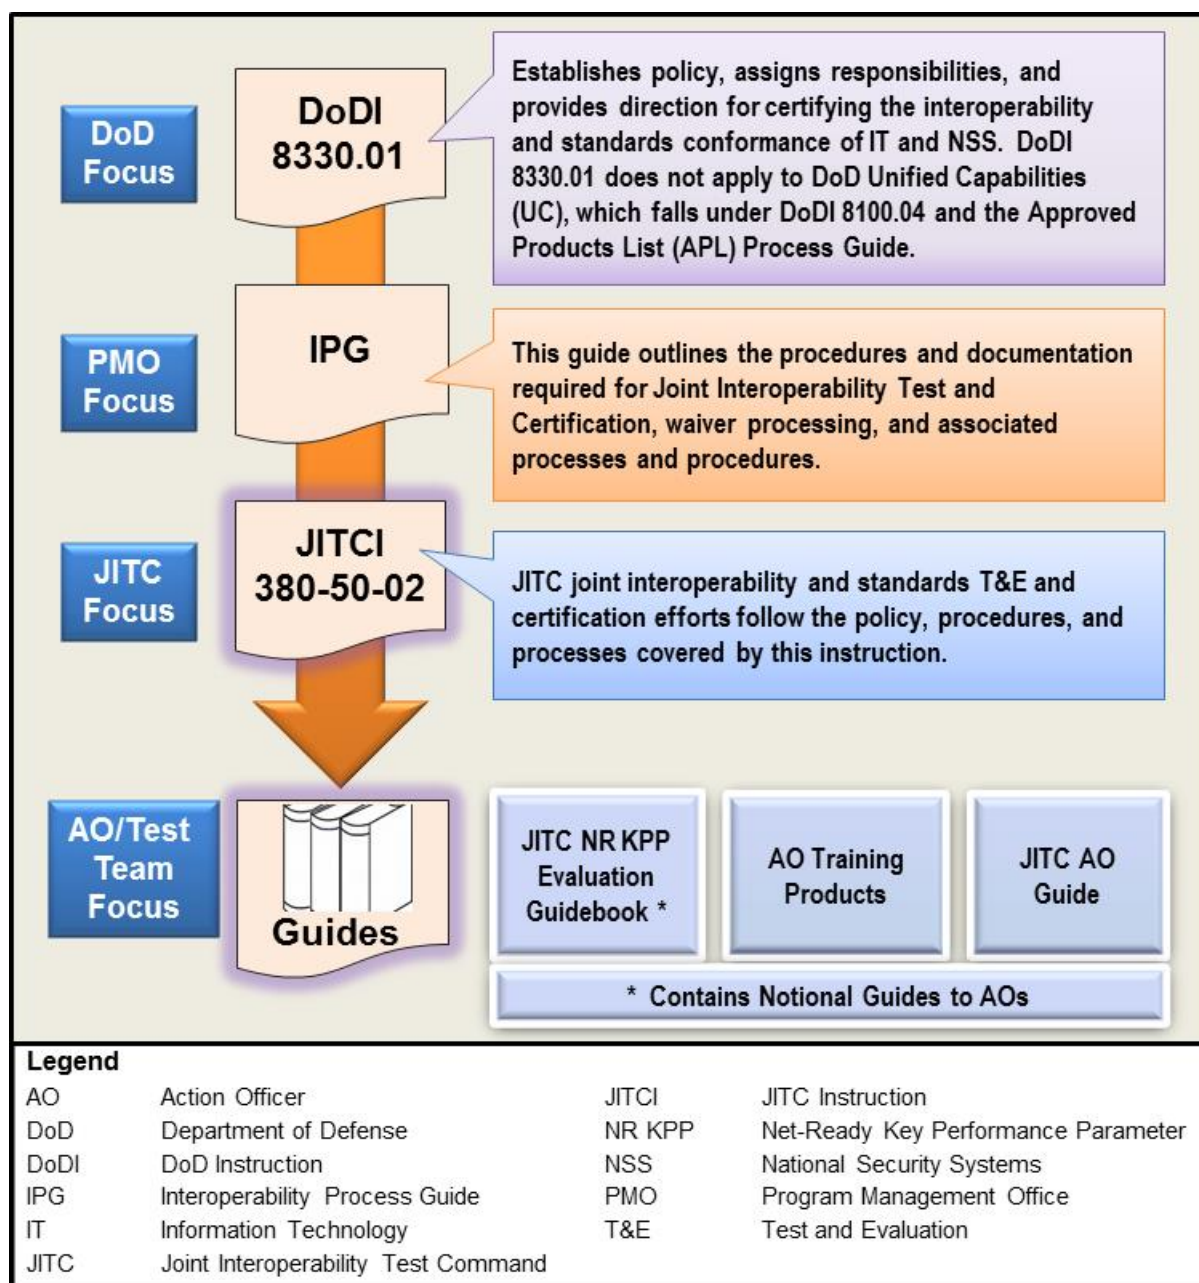 DoD
Focus
DoDI
8330.01
Establishes policy, assigns responsibilities, and
provides direction for certifying the interoperability
and standards conformance of IT and NSS. DoDI
8330.01 does not apply to DoD Unified Capabilities
(UC), which falls under DoDI 8100.04 and the Approved
Products List (APL) Process Guide.
PMO
Focus
IPG
This guide outlines the procedures and documentation
required for Joint Interoperability Test and
Certification, waiver processing, and associated
processes and procedures.
JITC
Focus
JITCI
380-50-02
JITC joint interoperability and standards T&E and
certification efforts follow the policy, procedures, and
processes covered by this instruction.
AO/Test
Team
Focus
Guides
JITC NR KPP
Evaluation
Guidebook *
AO Training
Products
JITC AO
Guide
* Contains Notional Guides to AOs
Legend
AO Action Officer
DoD Department of Defense
DoDI DoD Instruction
IPG Interoperability Process Guide
IT Information Technology
JITC Joint Interoperability Test Command
JITCI JITC Instruction
NR KPP Net-Ready Key Performance Parameter
NSS National Security Systems
PMO Program Management Office
T&E Test and Evaluation